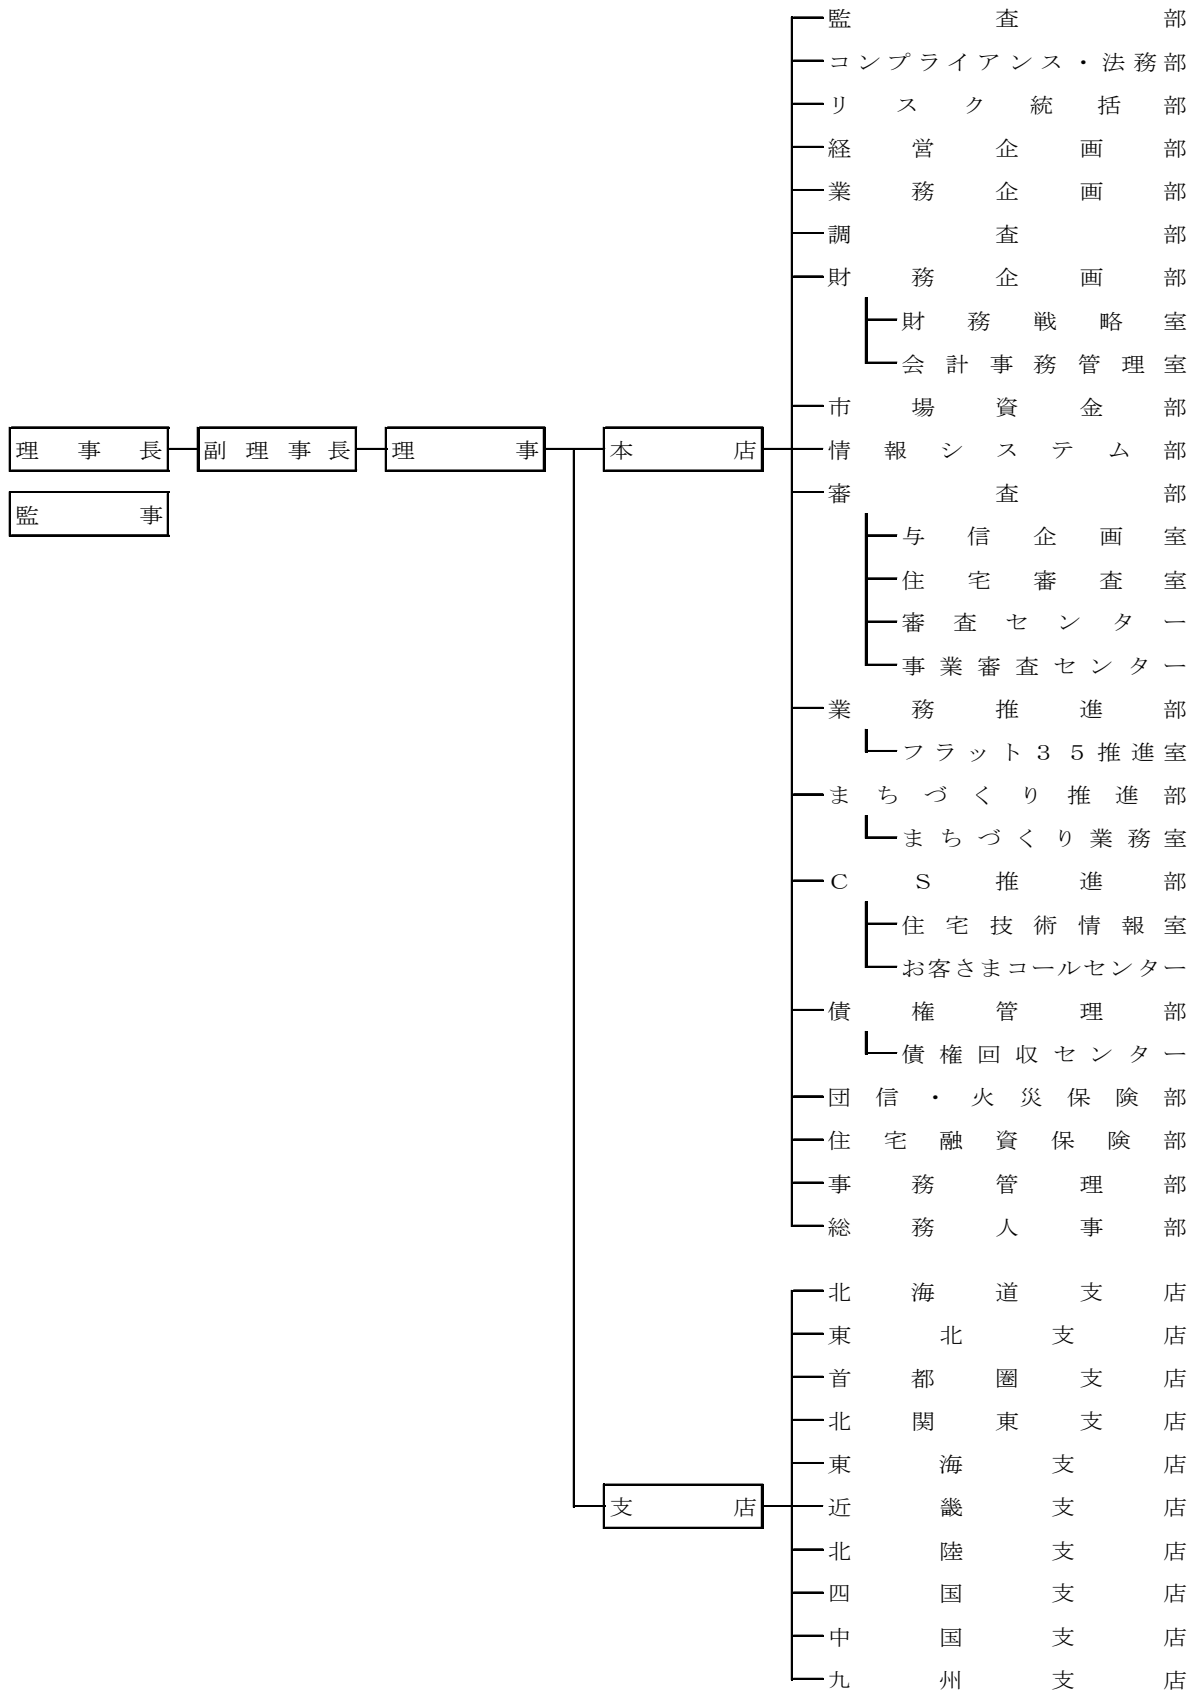 監査部
コンプライアンス・法務部
リスク統括部
経営企画部
業務企画部
調査部
財務企画部
財務戦略室
会計事務管理室
市場資金部
理事長 副理事長 理事 本店 情報システム部
審査部
監事
与信企画室
住宅審査室
審査センター
事業審査センター
業務推進部
フラット35推進室
まちづくり推進部
まちづくり業務室
CS推進部
住宅技術情報室
お客さまコールセンター
債権管理部
債権回収センター
団信・火災保険部
住宅融資保険部
事務管理部
総務人事部
北海道支店
東北支店
首都圏支店
北関東支店
東海支店
支店 近畿支店
北陸支店
四国支店
中国支店
九州支店